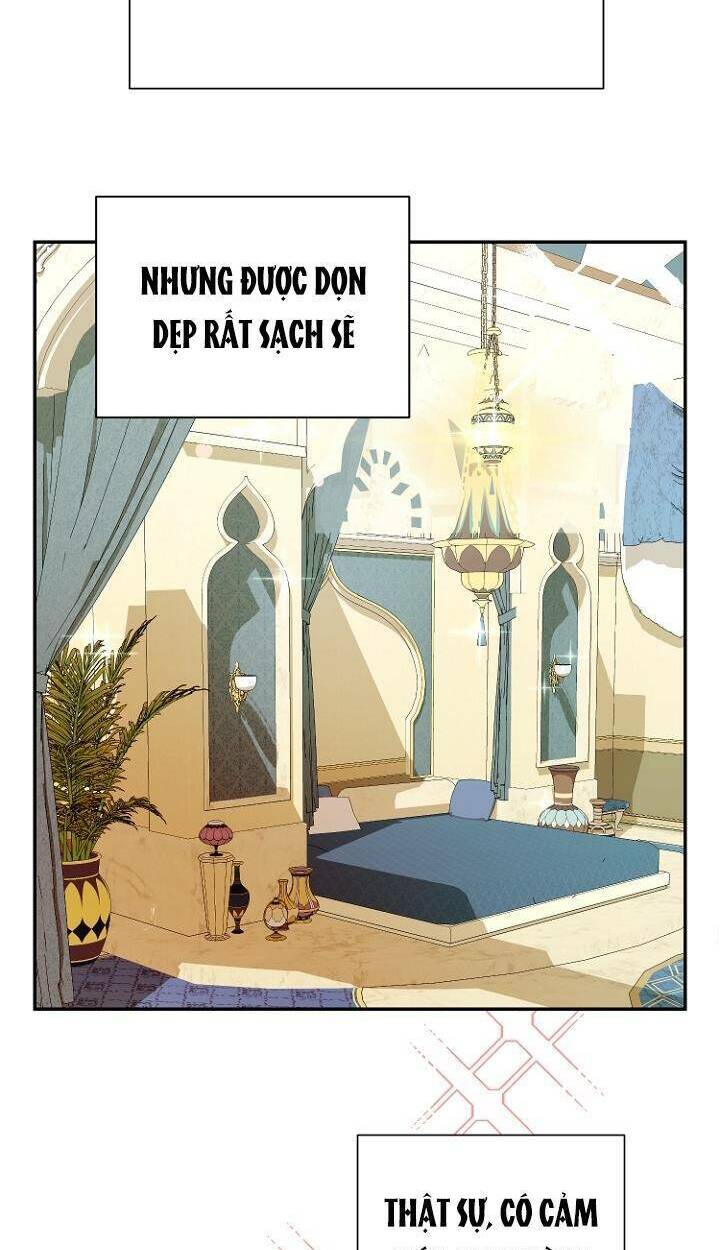 NHƯNG ĐƯỢC DỌN
DẸP RẤT SẠCH SẼ
THẬT SỰ, CÓ CẢM